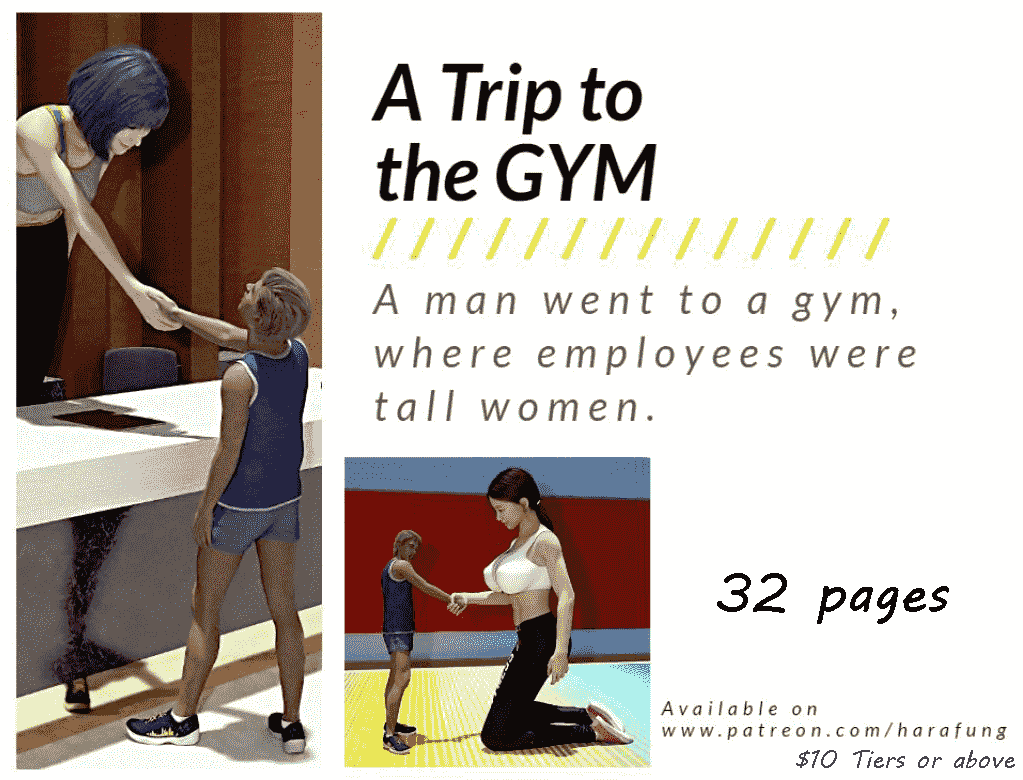 A Trip to
the GYM
A man went to a gym,
where employees were
tall women.
32 pages
Available on
www.patreon.com/harafung
$10 Tiers or above